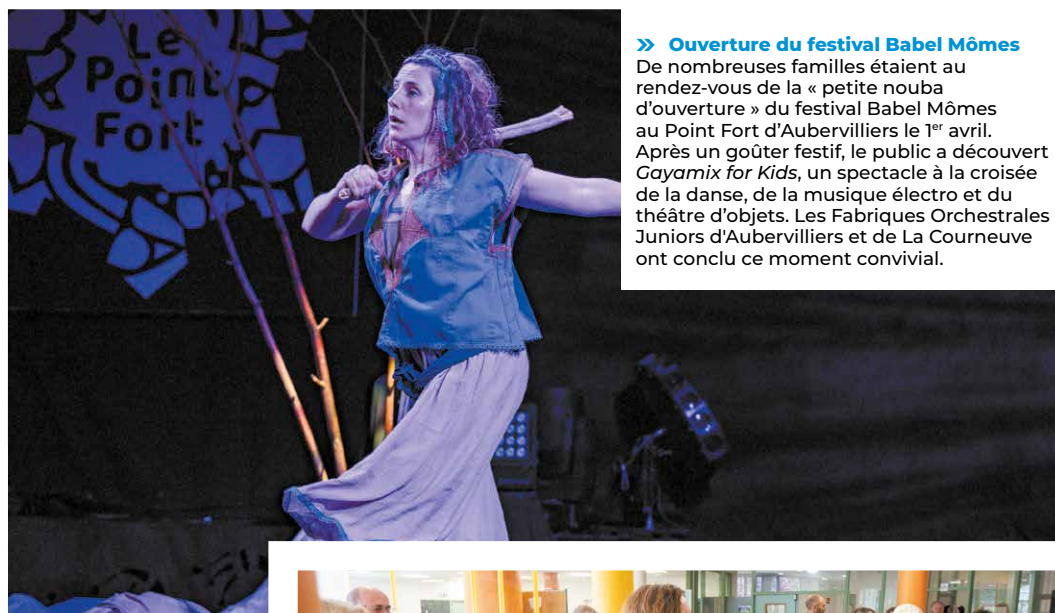 Le
Point
Fort
» Ouverture du festival Babel Mômes
De nombreuses familles étaient au
rendez-vous de la « petite nouba
d’ouverture » du festival Babel Mômes
au Point Fort d’Aubervilliers le 1er avril.
Après un goûter festif, le public a découvert
Gayamix for Kids, un spectacle à la croisée
de la danse, de la musique électro et du
théâtre d’objets. Les Fabriques Orchestrales
Juniors d'Aubervilliers et de La Courneuve
ont conclu ce moment convivial.